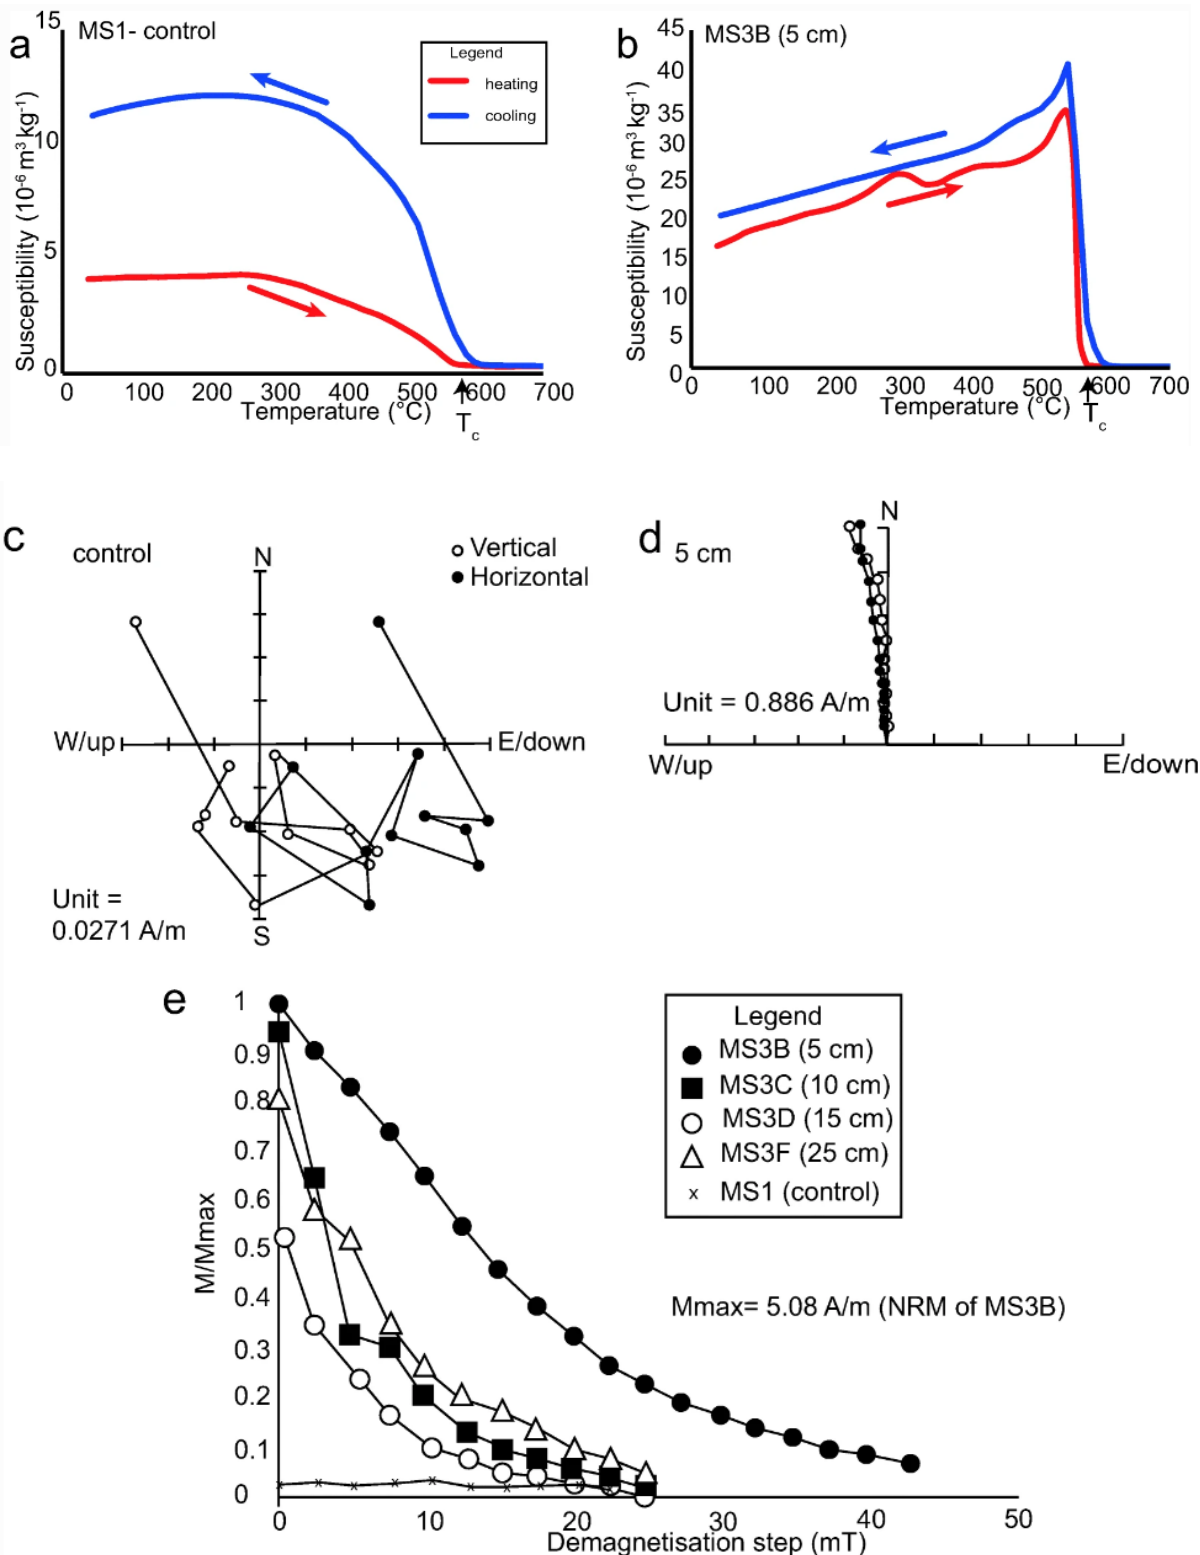 a
MS1- control
Legend
heating
cooling
15
10
5
0
Susceptibility (10⁻⁶ m³ kg⁻¹)
0 100 200 300 400 500 600 700
Temperature (°C)
Tc
b
MS3B (5 cm)
45
40
35
30
25
20
15
10
5
0
Susceptibility (10⁻⁶ m³ kg⁻¹)
0 100 200 300 400 500 600 700
Temperature (°C)
Tc
c
control
N
Vertical
Horizontal
W/up
E/down
Unit =
0.0271 A/m
S
d
5 cm
N
Unit = 0.886 A/m
W/up
E/down
e
1
0.9
0.8
0.7
0.6
0.5
0.4
0.3
0.2
0.1
0
M/Mmax
Legend
MS3B (5 cm)
MS3C (10 cm)
MS3D (15 cm)
MS3F (25 cm)
x MS1 (control)
Mmax= 5.08 A/m (NRM of MS3B)
0 10 20 30 40 50
Demagnetisation step (mT)